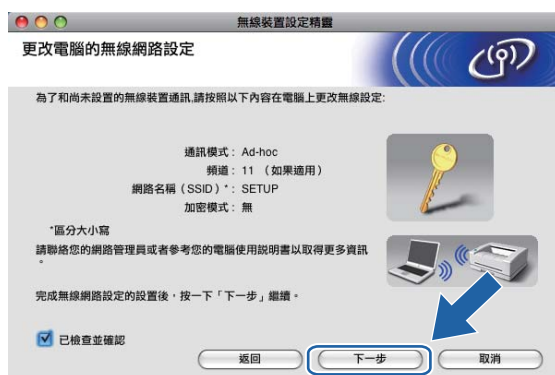 無線裝置設定精靈
更改電腦的無線網路設定
為了和尚未設置的無線裝置通訊,請按照以下內容在電腦上更改無線設定:
通訊模式： Ad-hoc
頻道： 11 （如果適用）
網路名稱（SSID）*： SETUP
加密模式： 無
*區分大小寫
請聯絡您的網路管理員或者參考您的電腦使用說明書以取得更多資訊
。
完成無線網路設定的設置後，按一下「下一步」繼續。
已檢查並確認
返回 下一步 取消